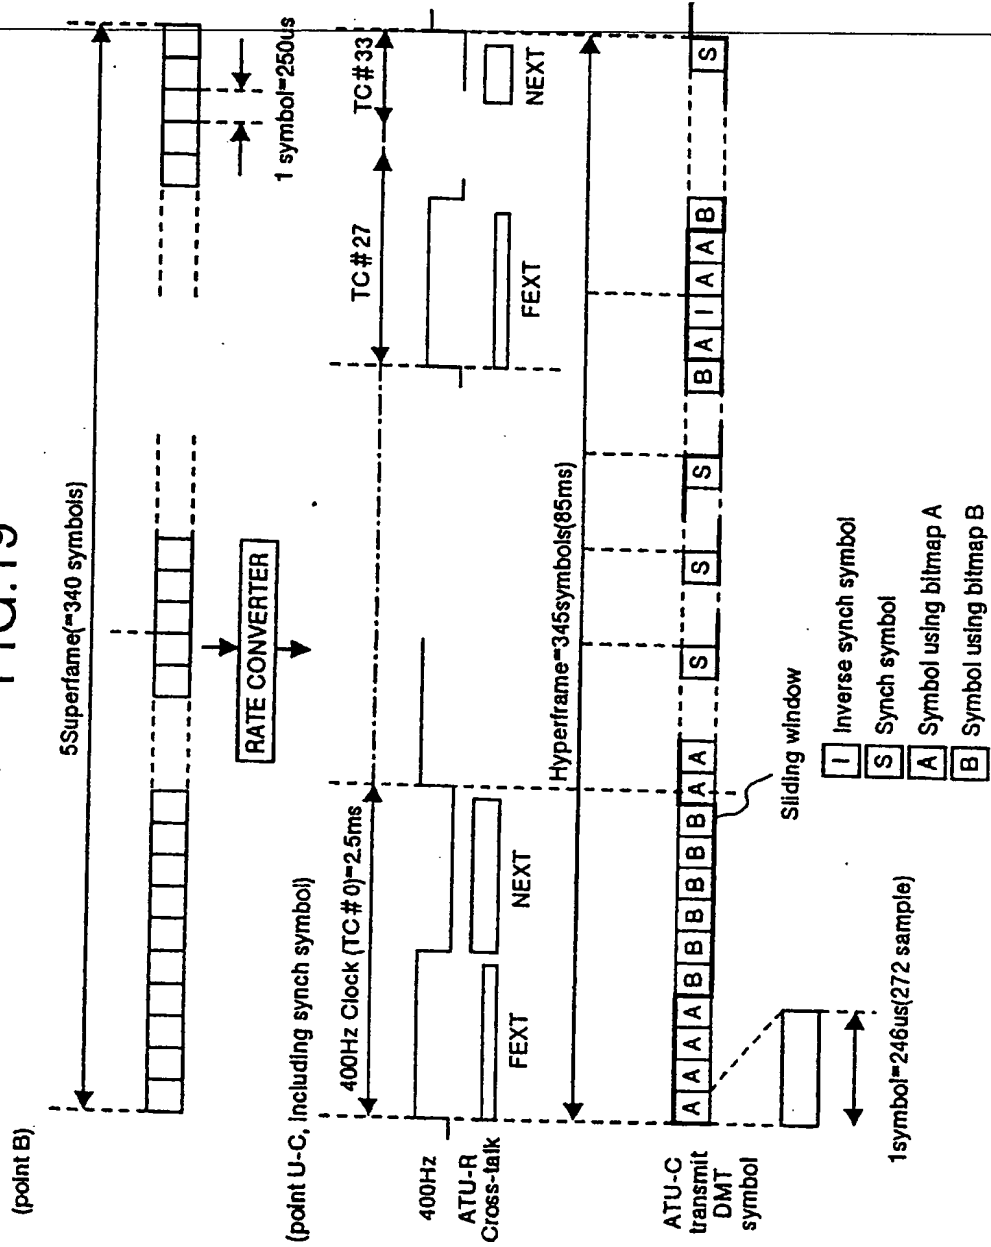 FIG.19
(point B)
5Superfame(=340 symbols)
1 symbol=250us
RATE CONVERTER
(point U-C, including synch symbol)
400Hz Clock (TC#0)=2.5ms
TC#27
TC#33
400Hz
ATU-R
Cross-talk
FEXT
NEXT
FEXT
NEXT
Hyperframe=345symbols(85ms)
ATU-C
transmit
DMT
symbol
A A A A B B B B B B A A S S S B A I A A B S
Sliding window
1symbol=246us(272 sample)
I Inverse synch symbol
S Synch symbol
A Symbol using bitmap A
B Symbol using bitmap B